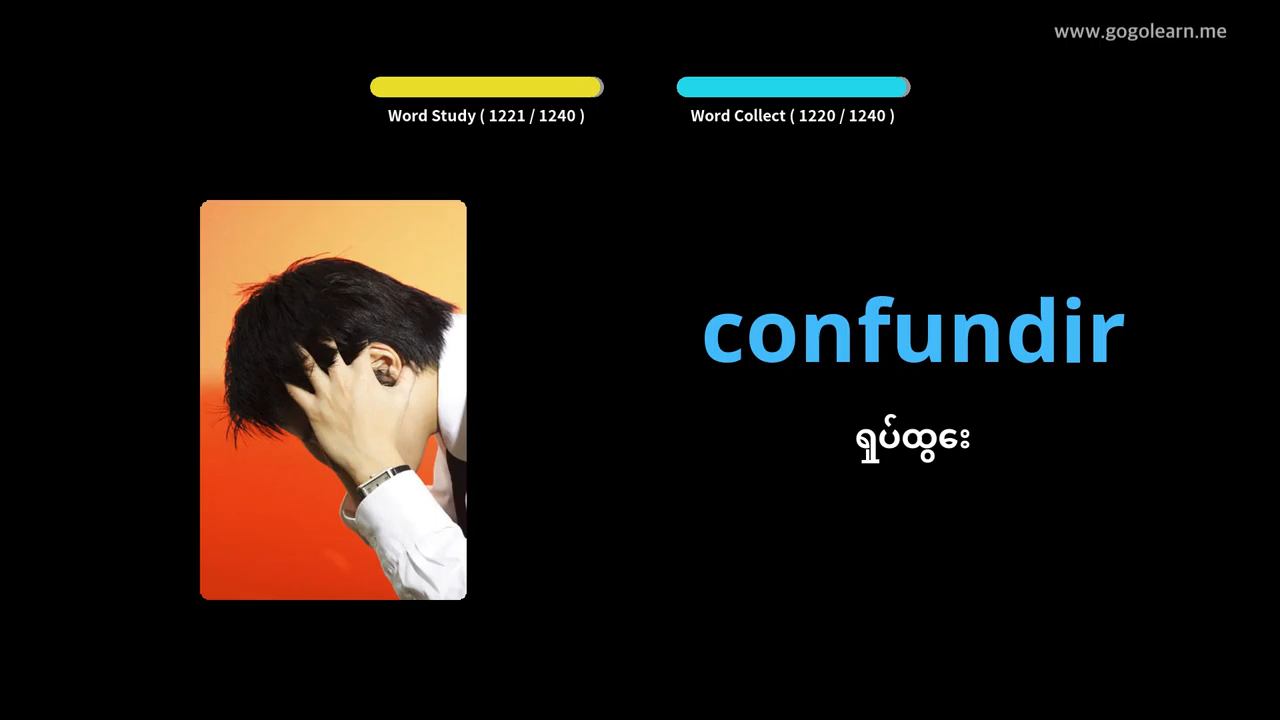 www.gogolearn.me
Word Study ( 1221 / 1240 )
Word Collect ( 1220 / 1240 )
confundir
ရှုပ်ထွေး